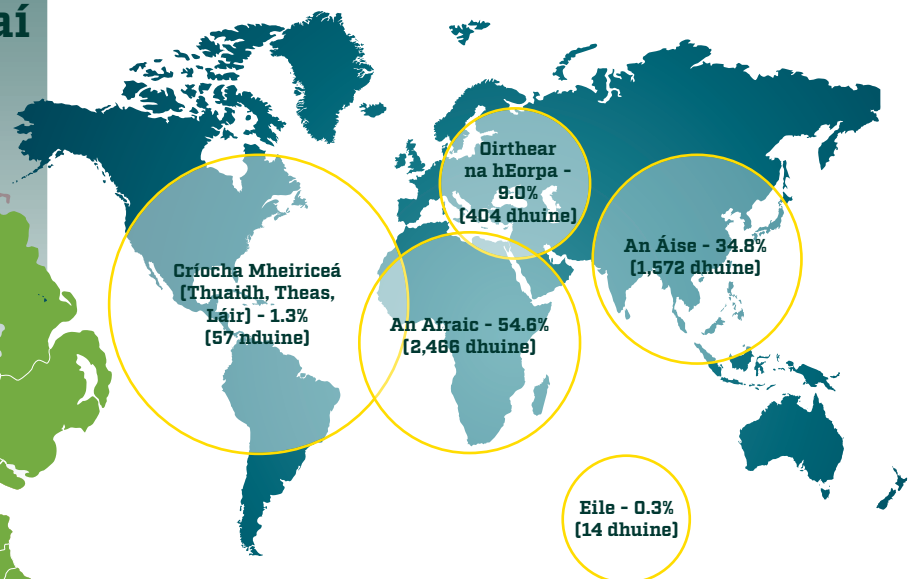 aí
Oirthear
na hEorpa -
9.0%
(404 dhuine)
An Áise - 34.8%
(1,572 dhuine)
Críocha Mheiriceá
(Thuaidh, Theas,
Láir) - 1.3%
(57 nduine)
An Afraic - 54.6%
(2,466 dhuine)
Eile - 0.3%
(14 dhuine)